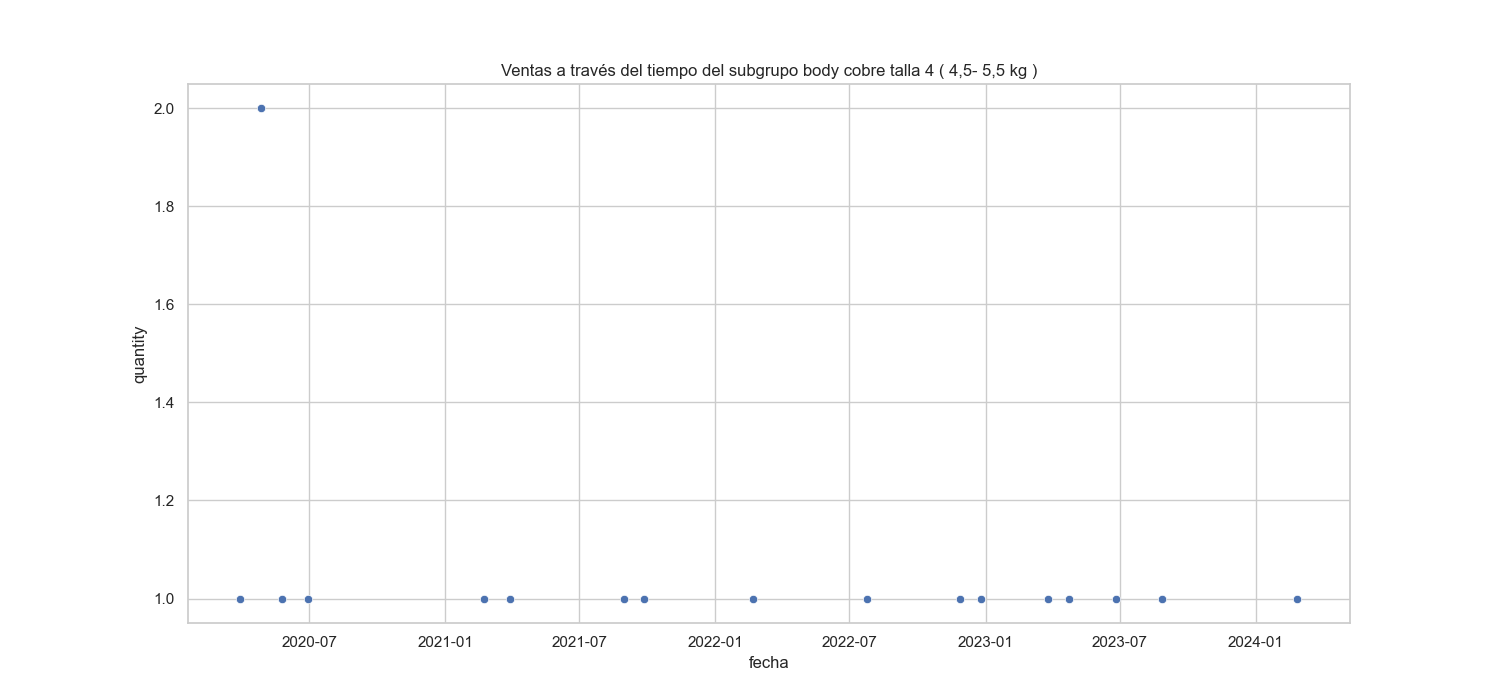 Ventas a través del tiempo del subgrupo body cobre talla 4 ( 4,5- 5,5 kg )
2.0
1.8
1.6
1.4
1.2
1.0
quantity
2020-07 2021-01 2021-07 2022-01 2022-07 2023-01 2023-07 2024-01
fecha